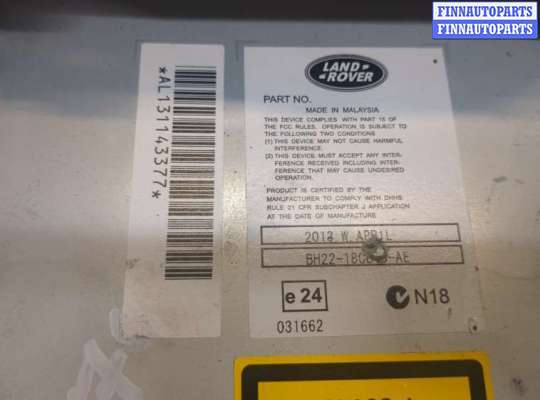 FINNAUTOPARTS
FINNAUTOPARTS
*AL131143377*
LAND
ROVER
PART NO.
MADE IN MALAYSIA
THIS DEVICE COMPLIES WITH PART 15 OF
THE FCC RULES, OPERATION IS SUBJECT TO
THE FOLLOWING TWO CONDITIONS
(1) THIS DEVICE MAY NOT CAUSE HARMFUL
INTERFERENCE.
(2) THIS DEVICE MUST ACCEPT ANY INTER-
FERENCE RECEIVED INCLUDING INTER-
FERENCE THAT MAY CAUSE UNDESIRED
OPERATION.
PRODUCT IS CERTIFIED BY THE
MANUFACTURER TO COMPLY WITH DHHS
RULE 21 CFR SUBCHAPTER J APPLICATION
AT THE DATE OF MANUFACTURE
W.APRIL
e 24
N18
031662